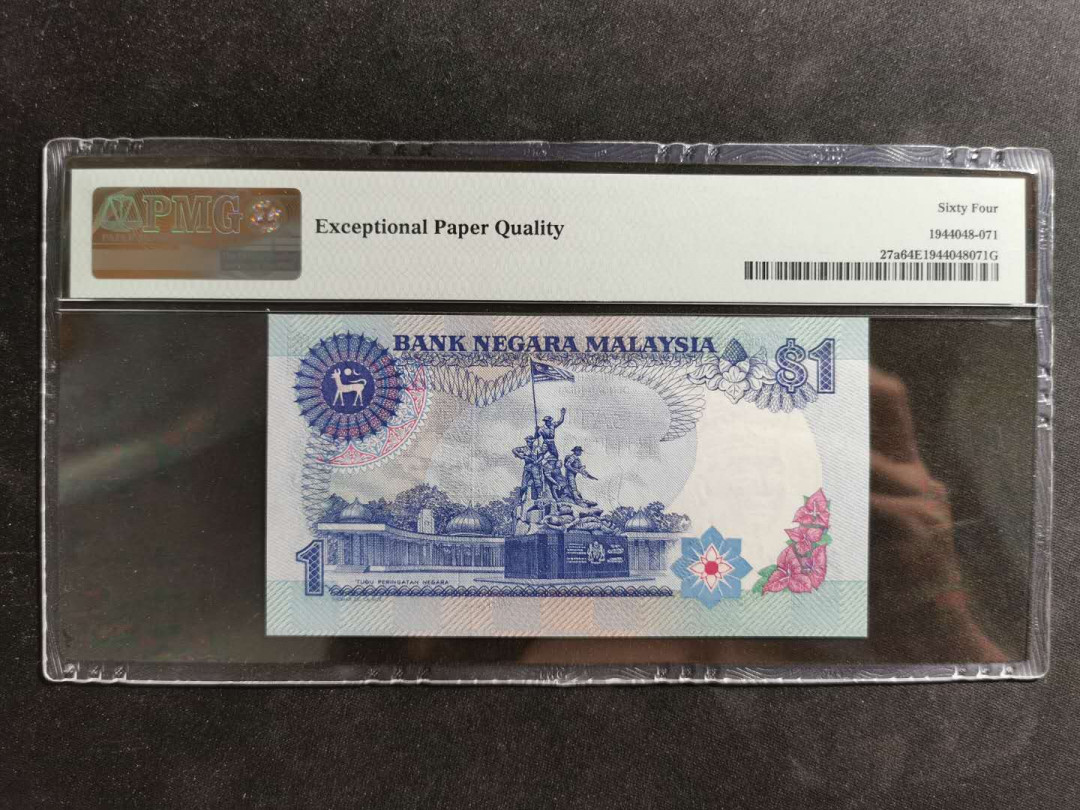 PMG
Exceptional Paper Quality
Sixty Four
1944048-071
27a64E1944048071G
BANK NEGARA MALAYSIA
$1
1
TUGU PERINGATAN NEGARA